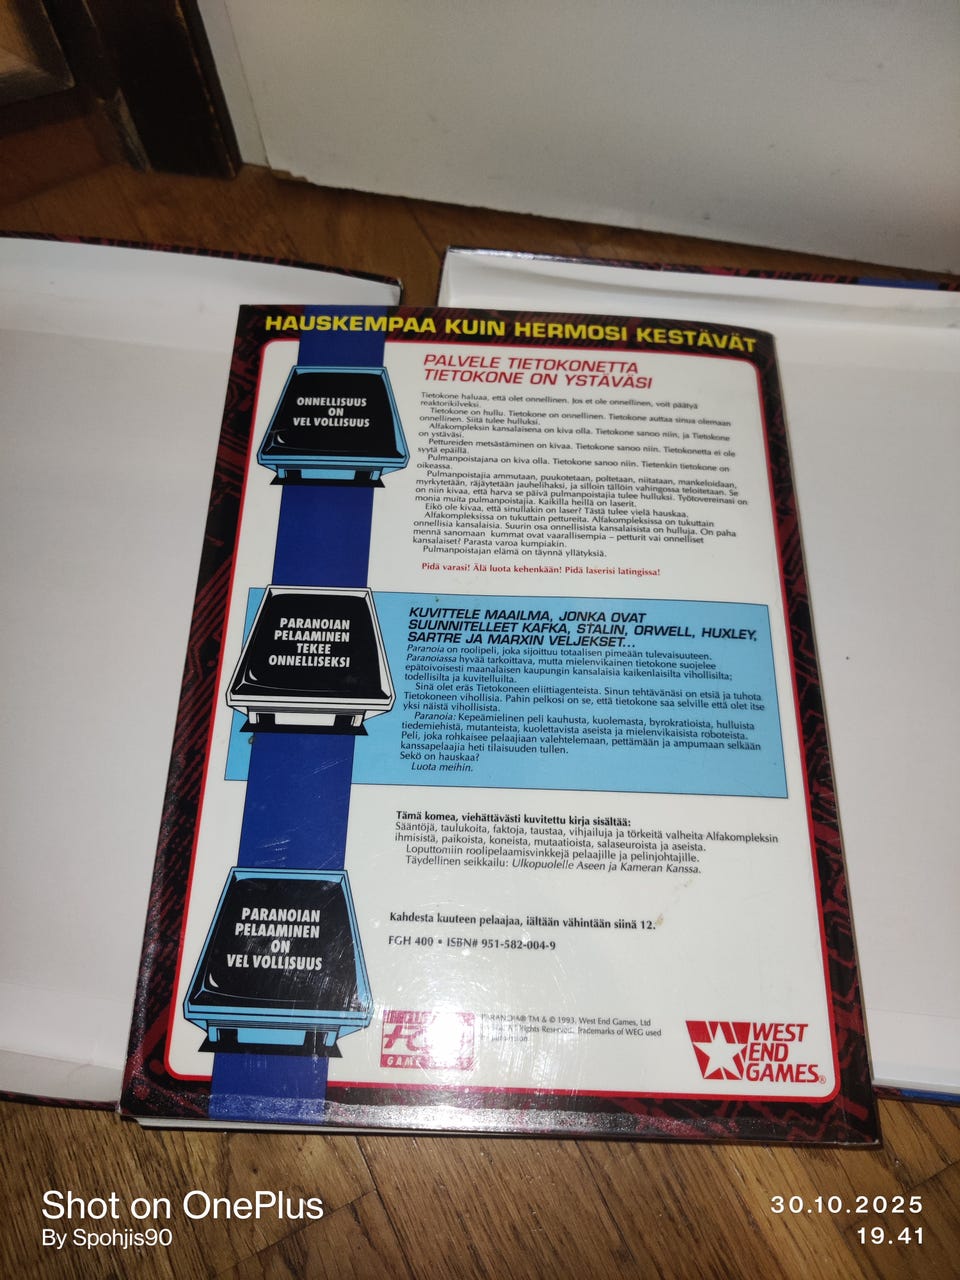 HAUSKEMPAA KUIN HERMOSI KESTÄVÄT
PALVELE TIETOKONETTA
TIETOKONE ON YSTÄVÄSI
Tietokone haluaa, että olet onnellinen. Jos et ole onnellinen, voit päätyä
reaktorikilveksi.
Tietokone on hullu. Tietokone on onnellinen. Tietokone auttaa sinua olemaan
onnellinen. Siitä tulee hulluksi.
Alfakompleksin kansalaisena on kiva olla. Tietokone sanoo niin, ja Tietokone
on ystäväsi.
Pettureiden metsästäminen on kivaa. Tietokone sanoo niin. Tietokonetta ei ole
syytä epäillä.
Pulmanpoistajana on kiva olla. Tietokone sanoo niin. Tietenkin tietokone on
oikeassa.
Pulmanpoistajia ammutaan, puukotetaan, poltetaan, niitataan, mankeloidaan,
myrkytetään, räjäytetään jauhelihaksi, ja silloin tällöin vahingossa teloitetaan. Se
on niin kivaa, että harva se päivä pulmanpoistajia tulee hulluksi. Työtovereinasi on
monia muita pulmanpoistajia. Kaikilla heillä on laserit.
Eikö ole kivaa, että sinullakin on laser? Tästä tulee vielä hauskaa.
Alfakompleksissa on tukuttain pettureita. Alfakompleksissa on tukuttain
onnellisia kansalaisia. Suurin osa onnellisista kansalaisista on hulluja. On paha
mennä sanomaan kummat ovat vaarallisempia – petturit vai onnelliset
kansalaiset? Parasta varoa kumpiakin.
Pulmanpoistajan elämä on täynnä yllätyksiä.
Pidä varasi! Älä luota kehenkään! Pidä laserisi latingissa!
ONNELLISUUS
ON
VELVOLLISUUS
KUVITTELE MAAILMA, JONKA OVAT
SUUNNITELLEET KAFKA, STALIN, ORWELL, HUXLEY,
SARTRE JA MARXIN VELJEKSET...
Paranoia on roolipeli, joka sijoittuu totaalisen pimeään tulevaisuuteen.
Paranoiassa hyvää tarkoittava, mutta mielenvikainen tietokone suojelee
epätoivoisesti maanalaisen kaupungin kansalaisia kaikenlaisilta vihollisilta;
todellisilta ja kuvitelluilta.
Sinä olet eräs Tietokoneen eliittiagenteista. Sinun tehtävänäsi on etsiä ja tuhota
Tietokoneen vihollisia. Pahin pelkosi on se, että tietokone saa selville että olet itse
yksi näistä vihollisista.
Paranoia: Kepeämielinen peli kauhusta, kuolemasta, byrokratioista, hulluista
tiedemiehistä, mutanteista, kuolettavista aseista ja mielenvikaisista roboteista.
Peli, joka rohkaisee pelaajiaan valehtelemaan, pettämään ja ampumaan selkään
kanssapelaajia heti tilaisuuden tullen.
Sekö on hauskaa?
Luota meihin.
PARANOIAN
PELAAMINEN
TEKEE
ONNELLISEKSI
Tämä komea, viehättävästi kuvitettu kirja sisältää:
Sääntöjä, taulukoita, faktoja, taustaa, vihjailuja ja törkeitä valheita Alfakompleksin
ihmisistä, paikoista, koneista, mutaatioista, salaseuroista ja aseista.
Loputtomiin roolipelaamisvinkkejä pelaajille ja pelinjohtajille.
Täydellinen seikkailu: Ulkopuolelle Aseen ja Kameran Kanssa.
Kahdesta kuuteen pelaajaa, iältään vähintään siinä 12.
FGH 400 • ISBN# 951-582-004-9
PARANOIAN
PELAAMINEN
ON
VELVOLLISUUS
PARANOIA® TM & © 1993, West End Games, Ltd
Rights Reserved. Trademarks of WEG used
WEST
END
GAMES®
Shot on OnePlus
By Spohjis90
30.10.2025
19.41